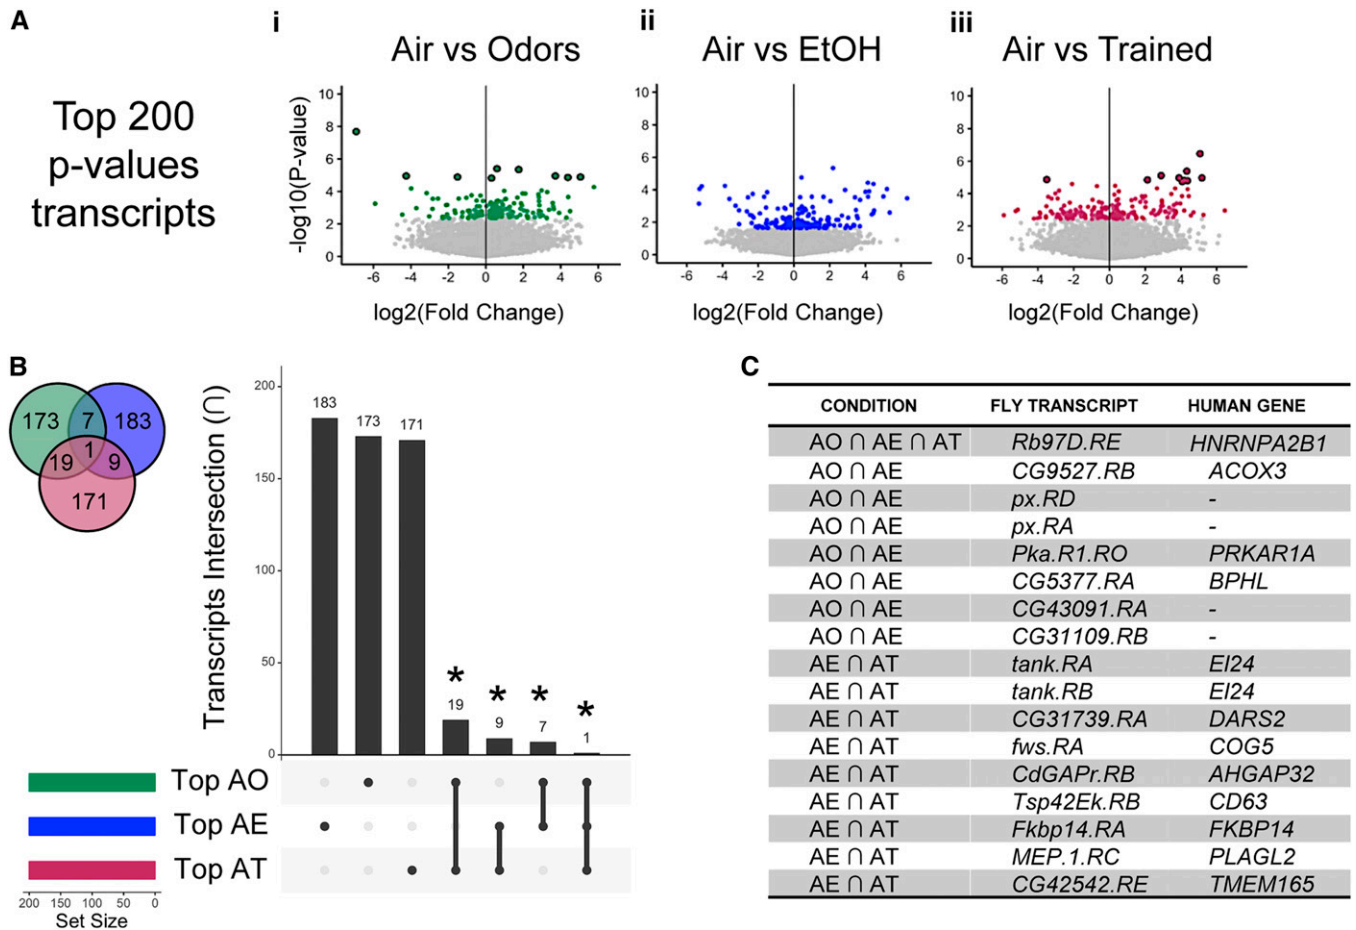 A
Top 200
p-values
transcripts
i
Air vs Odors
-log10(P-value)
10
8
6
4
2
0
-6 -4 -2 0 2 4 6
log2(Fold Change)
ii
Air vs EtOH
10
8
6
4
2
0
-6 -4 -2 0 2 4 6
log2(Fold Change)
iii
Air vs Trained
10
8
6
4
2
0
-6 -4 -2 0 2 4 6
log2(Fold Change)
B
173 7 183
19 1 9
171
Transcripts Intersection (∩)
200
150
100
50
0
183 173 171 19 9 7 1
* * * *
Top AO
Top AE
Top AT
200 150 100 50 0
Set Size
C
CONDITION FLY TRANSCRIPT HUMAN GENE
AO ∩ AE ∩ AT Rb97D.RE HNRNPA2B1
AO ∩ AE CG9527.RB ACOX3
AO ∩ AE px.RD -
AO ∩ AE px.RA -
AO ∩ AE Pka.R1.RO PRKAR1A
AO ∩ AE CG5377.RA BPHL
AO ∩ AE CG43091.RA -
AO ∩ AE CG31109.RB -
AE ∩ AT tank.RA EI24
AE ∩ AT tank.RB EI24
AE ∩ AT CG31739.RA DARS2
AE ∩ AT fws.RA COG5
AE ∩ AT CdGAPr.RB AHGAP32
AE ∩ AT Tsp42Ek.RB CD63
AE ∩ AT Fkbp14.RA FKBP14
AE ∩ AT MEP.1.RC PLAGL2
AE ∩ AT CG42542.RE TMEM165